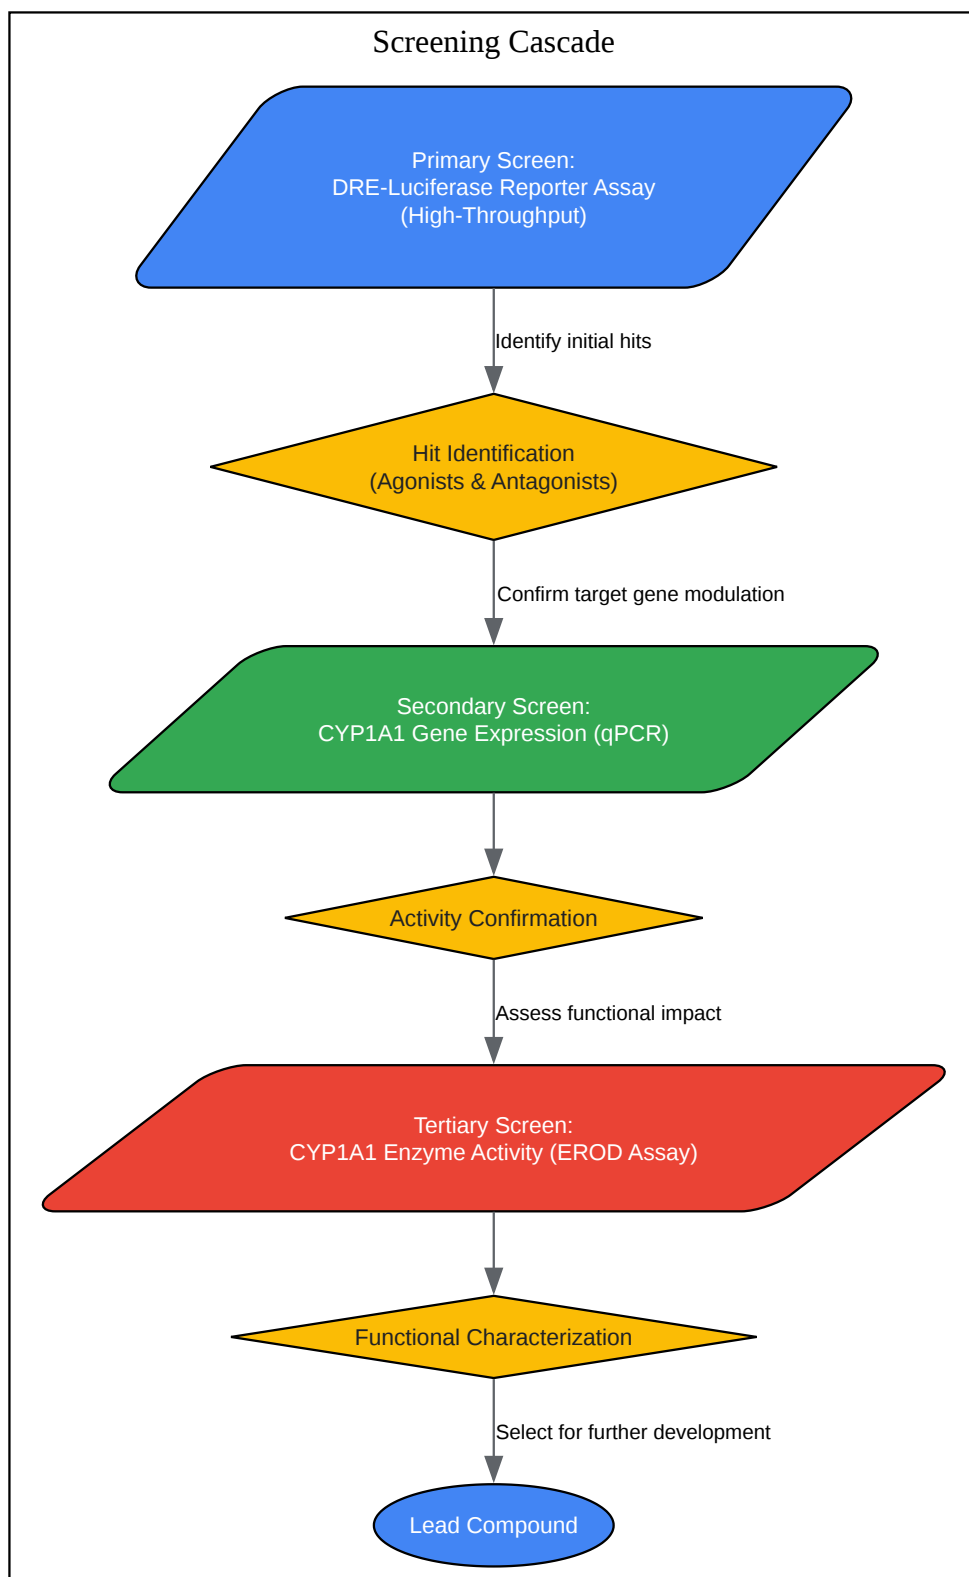 Screening Cascade
Primary Screen:
DRE-Luciferase Reporter Assay
(High-Throughput)
Identify initial hits
Hit Identification
(Agonists & Antagonists)
Confirm target gene modulation
Secondary Screen:
CYP1A1 Gene Expression (qPCR)
Activity Confirmation
Assess functional impact
Tertiary Screen:
CYP1A1 Enzyme Activity (EROD Assay)
Functional Characterization
Select for further development
Lead Compound